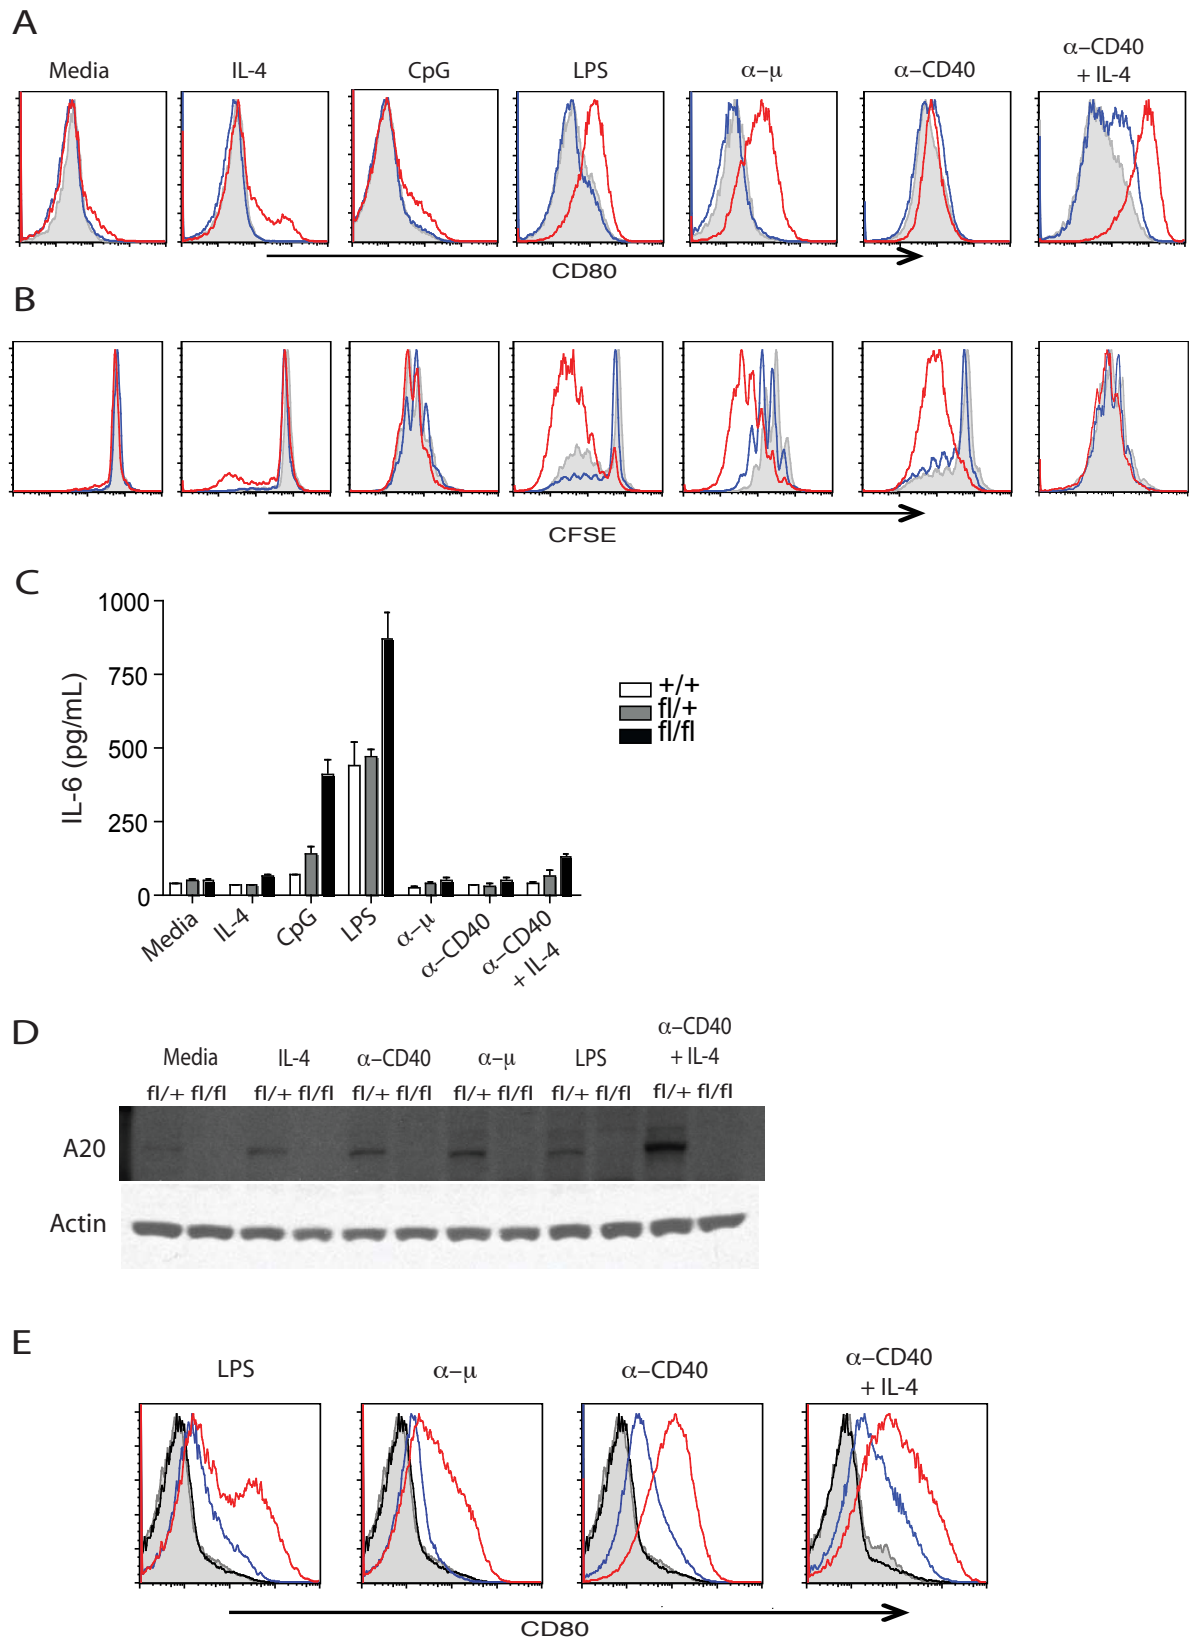 A
Media IL-4 CpG LPS α–μ α–CD40 α–CD40
+ IL-4
CD80
B
CFSE
C
IL-6 (pg/mL)
1000
750
500
250
0
+/+
fl/+
fl/fl
Media IL-4 CpG LPS α–μ α–CD40 α–CD40
+ IL-4
D
Media IL-4 α–CD40 α–μ LPS α–CD40
+ IL-4
fl/+ fl/fl fl/+ fl/fl fl/+ fl/fl fl/+ fl/fl fl/+ fl/fl fl/+ fl/fl
A20
Actin
E
LPS α–μ α–CD40 α–CD40
+ IL-4
CD80